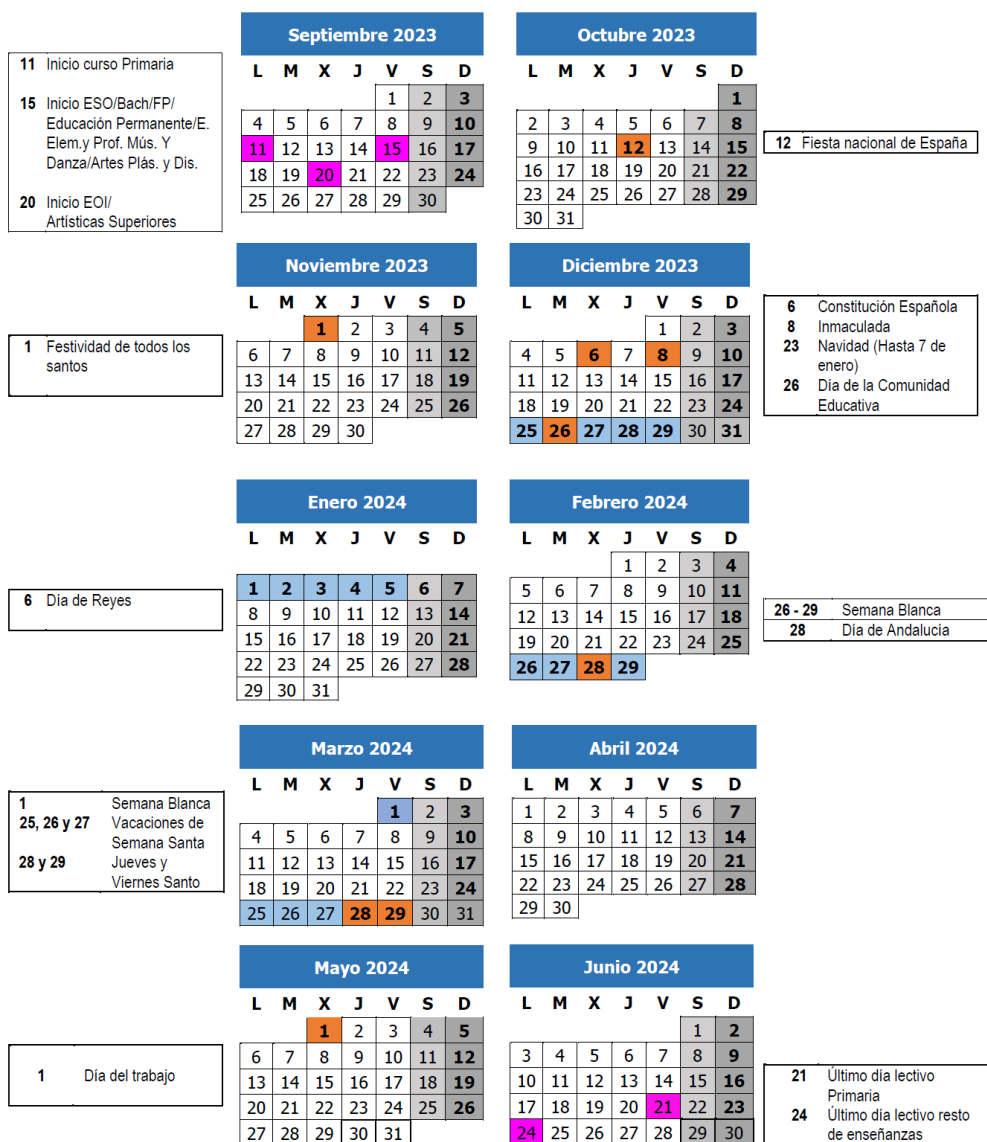 Septiembre 2023
L M X J V S D
1 2 3
4 5 6 7 8 9 10
11 12 13 14 15 16 17
18 19 20 21 22 23 24
25 26 27 28 29 30
11 Inicio curso Primaria
15 Inicio ESO/Bach/FP/
Educación Permanente/E.
Elem.y Prof. Mús. Y
Danza/Artes Plás. y Dis.
20 Inicio EOI/
Artísticas Superiores
Octubre 2023
L M X J V S D
1
2 3 4 5 6 7 8
9 10 11 12 13 14 15
16 17 18 19 20 21 22
23 24 25 26 27 28 29
30 31
12 Fiesta nacional de España
Noviembre 2023
L M X J V S D
1 2 3 4 5
6 7 8 9 10 11 12
13 14 15 16 17 18 19
20 21 22 23 24 25 26
27 28 29 30
1 Festividad de todos los
santos
Diciembre 2023
L M X J V S D
1 2 3
4 5 6 7 8 9 10
11 12 13 14 15 16 17
18 19 20 21 22 23 24
25 26 27 28 29 30 31
6 Constitución Española
8 Inmaculada
23 Navidad (Hasta 7 de
enero)
26 Día de la Comunidad
Educativa
Enero 2024
L M X J V S D
1 2 3 4 5 6 7
8 9 10 11 12 13 14
15 16 17 18 19 20 21
22 23 24 25 26 27 28
29 30 31
6 Día de Reyes
Febrero 2024
L M X J V S D
1 2 3 4
5 6 7 8 9 10 11
12 13 14 15 16 17 18
19 20 21 22 23 24 25
26 27 28 29
26 - 29 Semana Blanca
28 Día de Andalucía
Marzo 2024
L M X J V S D
1 2 3
4 5 6 7 8 9 10
11 12 13 14 15 16 17
18 19 20 21 22 23 24
25 26 27 28 29 30 31
1 Semana Blanca
25, 26 y 27 Vacaciones de
Semana Santa
28 y 29 Jueves y
Viernes Santo
Abril 2024
L M X J V S D
1 2 3 4 5 6 7
8 9 10 11 12 13 14
15 16 17 18 19 20 21
22 23 24 25 26 27 28
29 30
Mayo 2024
L M X J V S D
1 2 3 4 5
6 7 8 9 10 11 12
13 14 15 16 17 18 19
20 21 22 23 24 25 26
27 28 29 30 31
1 Día del trabajo
Junio 2024
L M X J V S D
1 2
3 4 5 6 7 8 9
10 11 12 13 14 15 16
17 18 19 20 21 22 23
24 25 26 27 28 29 30
21 Último día lectivo
Primaria
24 Último día lectivo resto
de enseñanzas